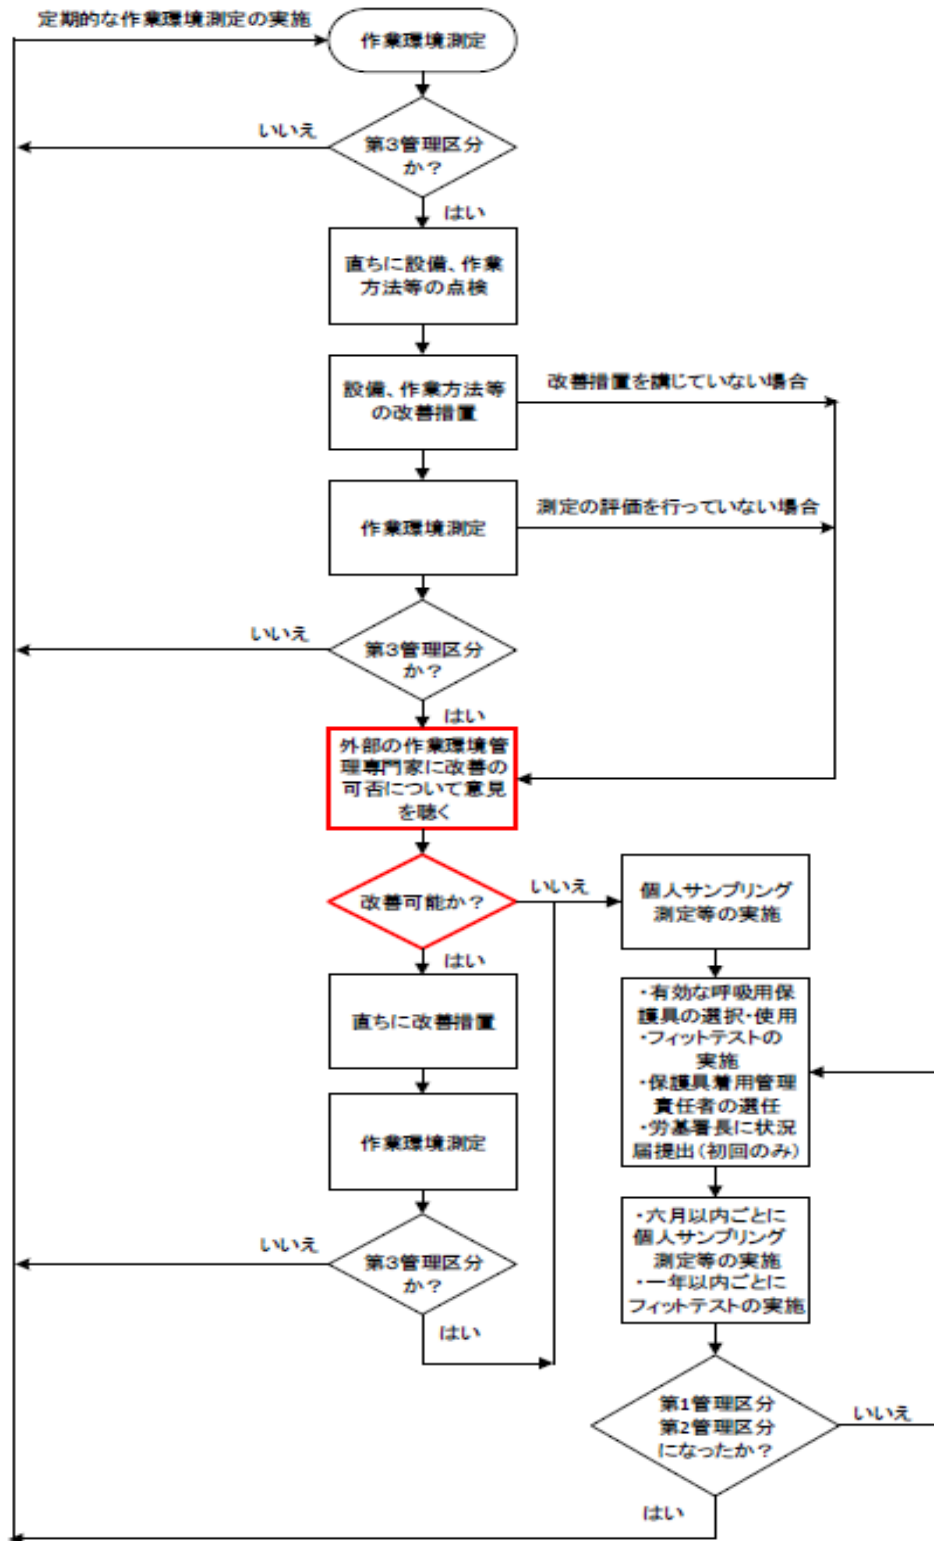 定期的な作業環境測定の実施
作業環境測定
いいえ
第3管理区分
か？
はい
直ちに設備、作業
方法等の点検
設備、作業方法等
の改善措置
改善措置を講じていない場合
作業環境測定
測定の評価を行っていない場合
いいえ
第3管理区分
か？
はい
外部の作業環境管
理専門家に改善の
可否について意見
を聴く
改善可能か？
いいえ
個人サンプリング
測定等の実施
はい
直ちに改善措置
・有効な呼吸用保
護具の選択・使用
・フィットテストの
実施
・保護具着用管理
責任者の選任
・労基署長に状況
届提出（初回のみ）
作業環境測定
いいえ
第3管理区分
か？
はい
・六月以内ごとに
個人サンプリング
測定等の実施
・一年以内ごとに
フィットテストの実施
第1管理区分
第2管理区分
になったか？
いいえ
はい